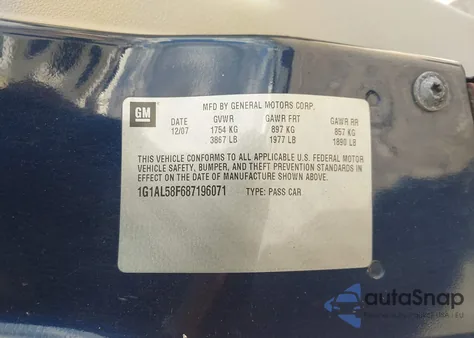 GM
MFD BY GENERAL MOTORS CORP.
DATE GVWR GAWR FRT GAWR RR
12/07 1754 KG 897 KG 857 KG
3867 LB 1977 LB 1890 LB
THIS VEHICLE CONFORMS TO ALL APPLICABLE U.S. FEDERAL MOTOR
VEHICLE SAFETY, BUMPER, AND THEFT PREVENTION STANDARDS IN
EFFECT ON THE DATE OF MANUFACTURE SHOWN ABOVE.
1G1AL58F687196071 TYPE: PASS CAR
autoSnap